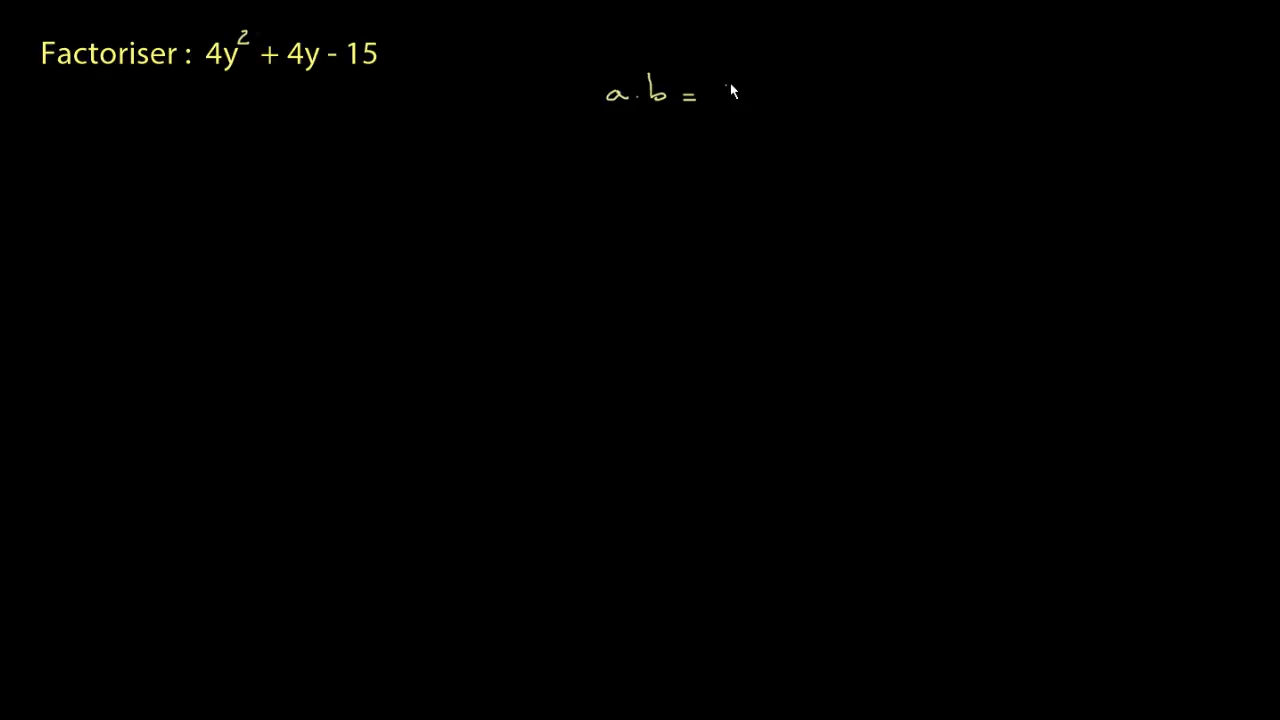 Factoriser : 4y² + 4y - 15
a . b =